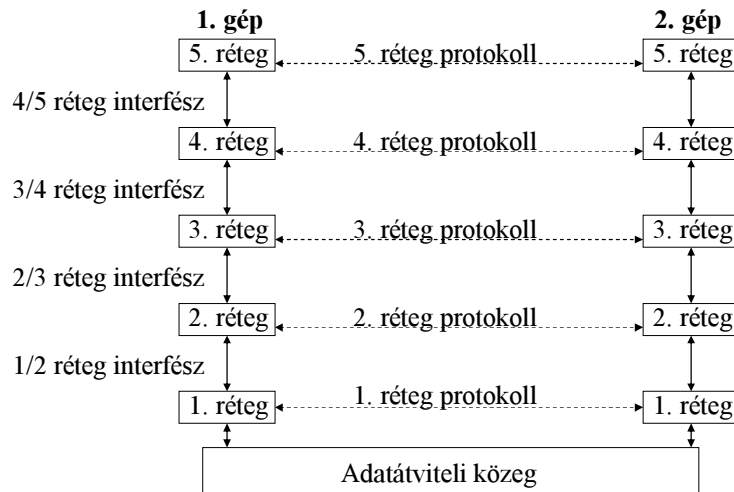 1. gép 2. gép
5. réteg 5. réteg protokoll 5. réteg
4/5 réteg interfész
4. réteg 4. réteg protokoll 4. réteg
3/4 réteg interfész
3. réteg 3. réteg protokoll 3. réteg
2/3 réteg interfész
2. réteg 2. réteg protokoll 2. réteg
1/2 réteg interfész
1. réteg 1. réteg protokoll 1. réteg
Adatátviteli közeg